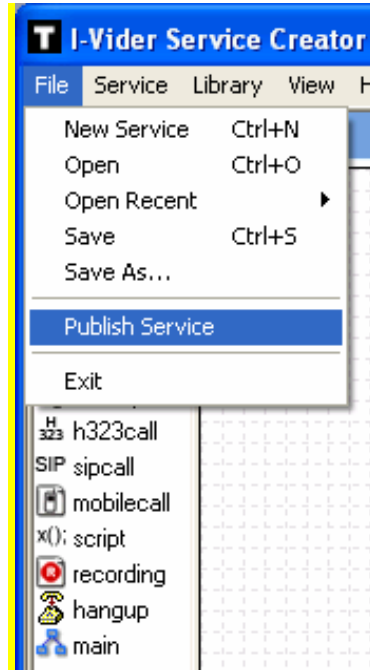 T I-Vider Service Creator
File Service Library View H
New Service Ctrl+N
Open Ctrl+O
Open Recent
Save Ctrl+S
Save As...
Publish Service
Exit
H 323 h323call
SIP sipcall
mobilecall
x(); script
R recording
hangup
main